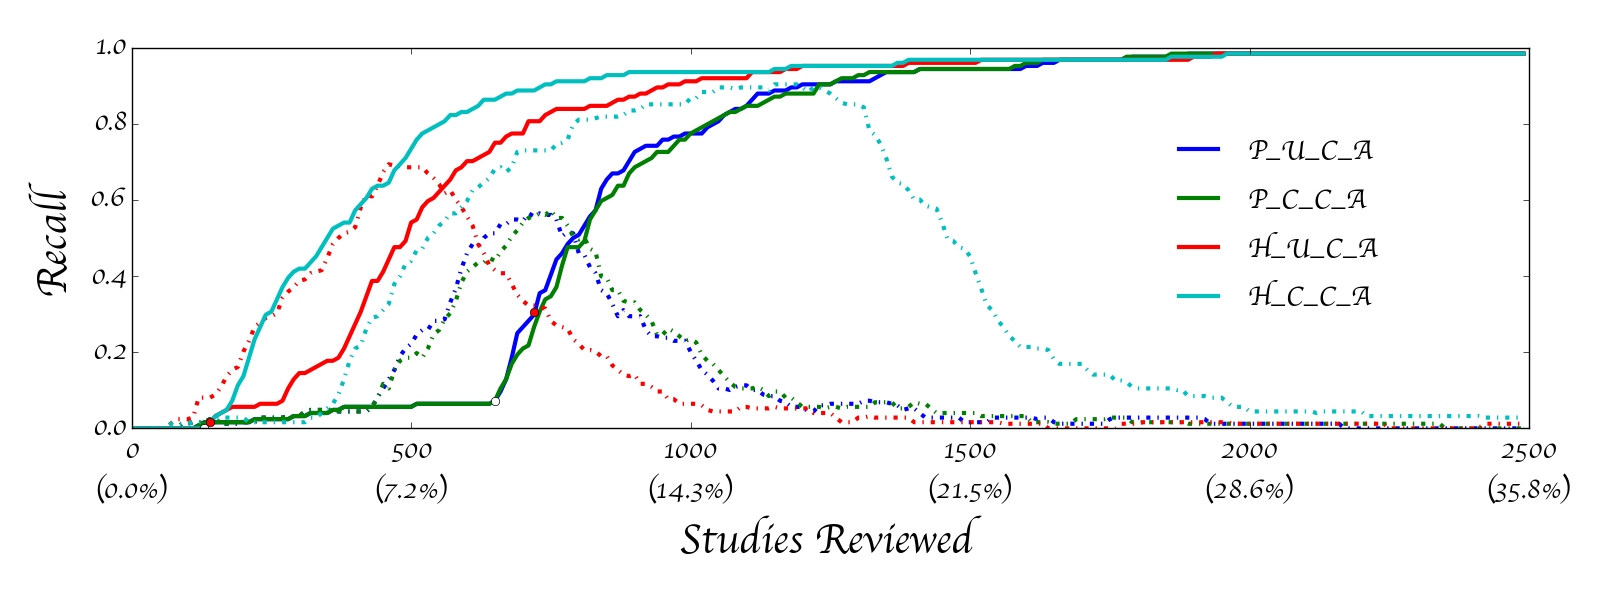 1.0
0.8
0.6
0.4
0.2
0.0
Recall
P_U_C_A
P_C_C_A
H_U_C_A
H_C_C_A
0 500 1000 1500 2000 2500
(0.0%) (7.2%) (14.3%) (21.5%) (28.6%) (35.8%)
Studies Reviewed